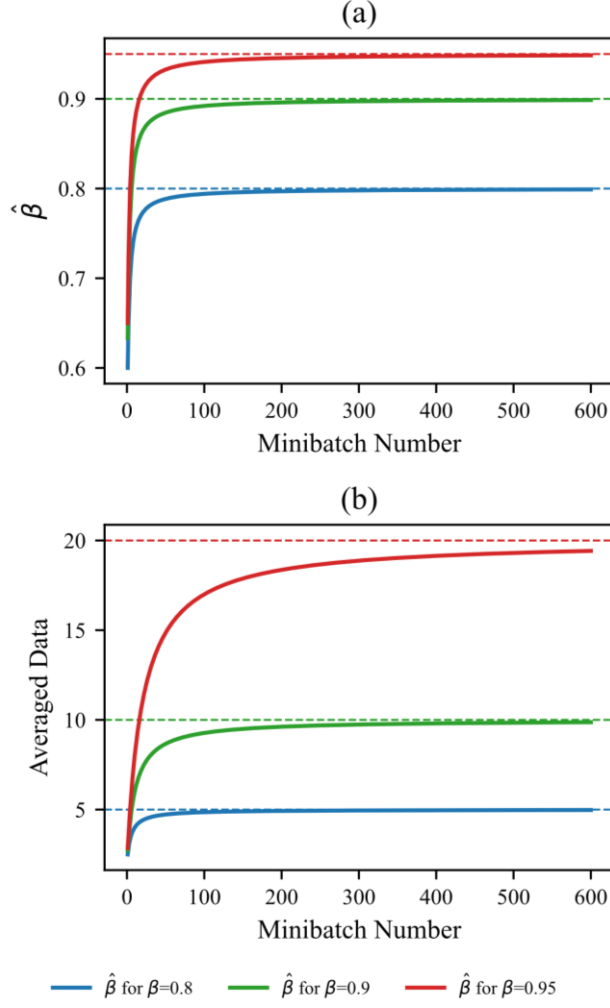 (a)
0.9
0.8
0.7
0.6
β̂
0 100 200 300 400 500 600
Minibatch Number
(b)
20
15
10
5
Averaged Data
0 100 200 300 400 500 600
Minibatch Number
β̂ for β=0.8 β̂ for β=0.9 β̂ for β=0.95